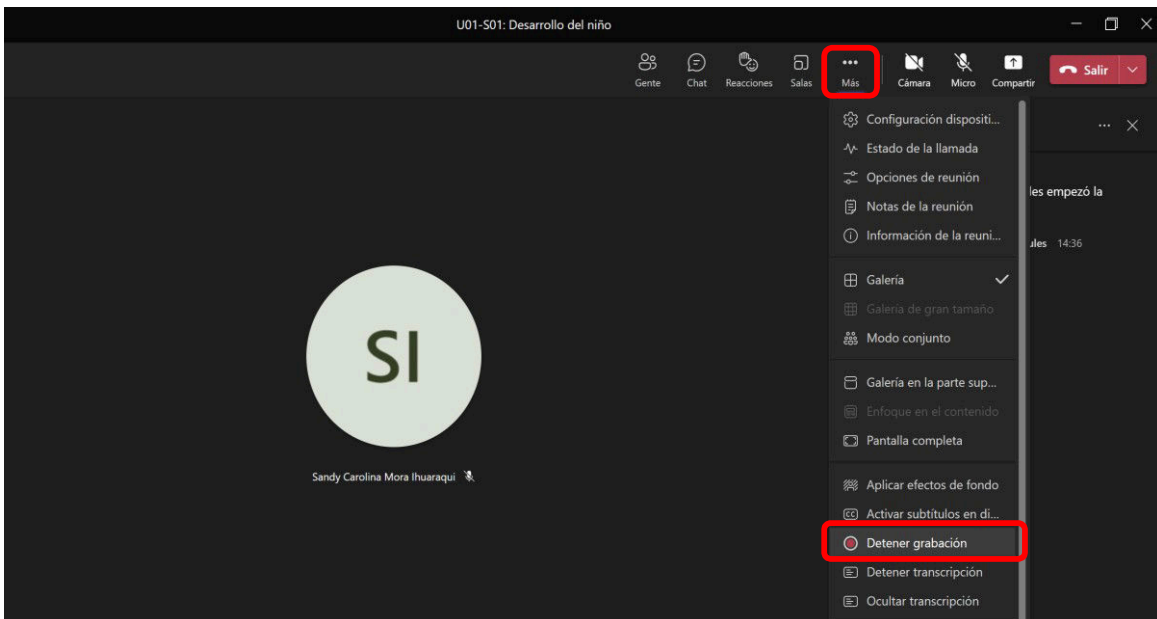 U01-S01: Desarrollo del niño
Gente
Chat
Reacciones
Salas
Más
Cámara
Micro
Compartir
Salir
Configuración dispositi...
Estado de la llamada
Opciones de reunión
les empezó la
Notas de la reunión
Información de la reuni...
ules 14:36
Galería
Galería de gran tamaño
Modo conjunto
SI
Galería en la parte sup...
Enfoque en el contenido
Pantalla completa
Sandy Carolina Mora Ihuaraqui
Aplicar efectos de fondo
CC Activar subtítulos en di...
Detener grabación
Detener transcripción
Ocultar transcripción